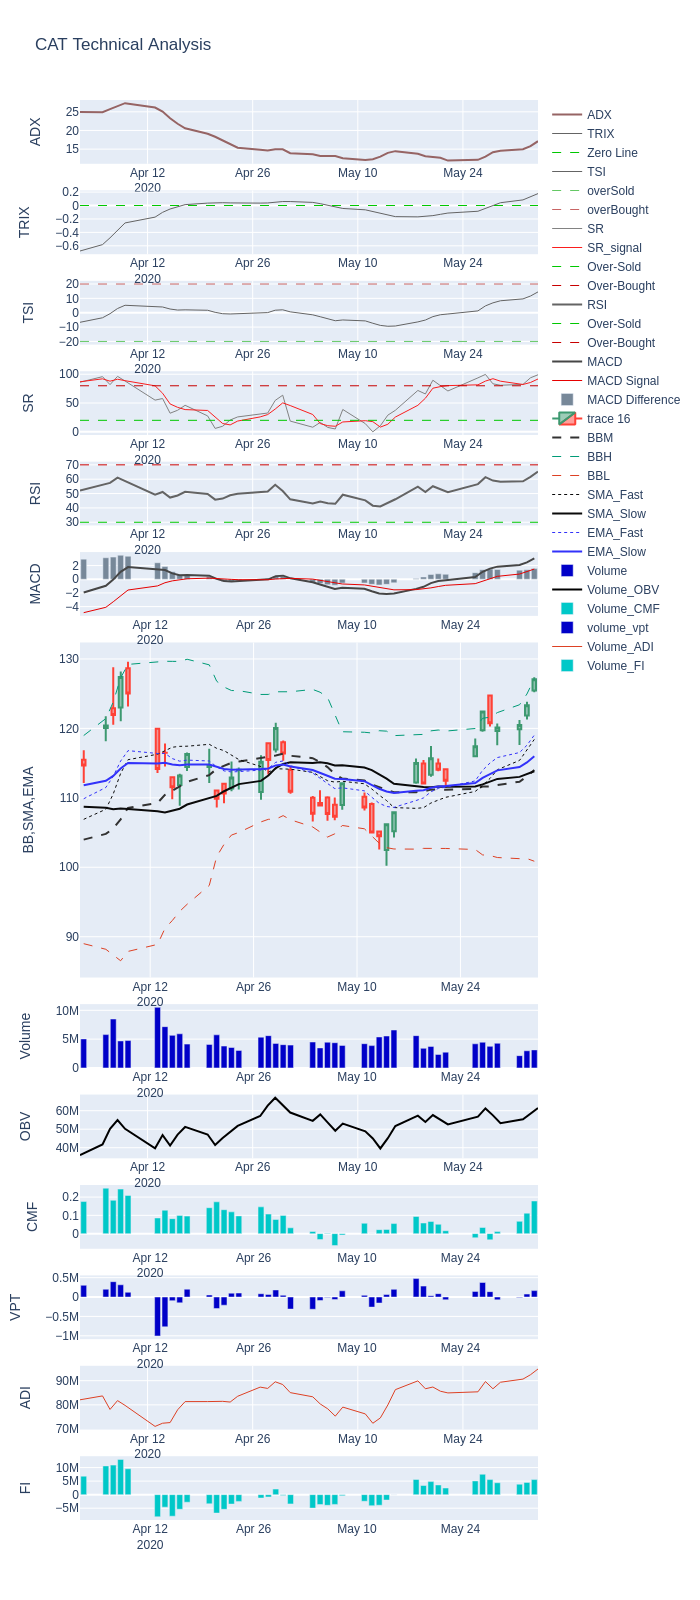 CAT Technical Analysis
ADX
25
20
15
Apr 12
2020
Apr 26
May 10
May 24
TRIX
0.2
0
−0.2
−0.4
−0.6
Apr 12
2020
Apr 26
May 10
May 24
TSI
20
10
0
−10
−20
Apr 12
2020
Apr 26
May 10
May 24
SR
100
50
0
Apr 12
2020
Apr 26
May 10
May 24
RSI
70
60
50
40
30
Apr 12
2020
Apr 26
May 10
May 24
MACD
2
0
−2
−4
Apr 12
2020
Apr 26
May 10
May 24
BB,SMA,EMA
130
120
110
100
90
Apr 12
2020
Apr 26
May 10
May 24
Volume
10M
5M
0
Apr 12
2020
Apr 26
May 10
May 24
OBV
60M
50M
40M
Apr 12
2020
Apr 26
May 10
May 24
CMF
0.2
0.1
0
Apr 12
2020
Apr 26
May 10
May 24
VPT
0.5M
0
−0.5M
−1M
Apr 12
2020
Apr 26
May 10
May 24
ADI
90M
80M
70M
Apr 12
2020
Apr 26
May 10
May 24
FI
10M
5M
0
−5M
Apr 12
2020
Apr 26
May 10
May 24
ADX
TRIX
Zero Line
TSI
overSold
overBought
SR
SR_signal
Over-Sold
Over-Bought
RSI
Over-Sold
Over-Bought
MACD
MACD Signal
MACD Difference
trace 16
BBM
BBH
BBL
SMA_Fast
SMA_Slow
EMA_Fast
EMA_Slow
Volume
Volume_OBV
Volume_CMF
volume_vpt
Volume_ADI
Volume_FI